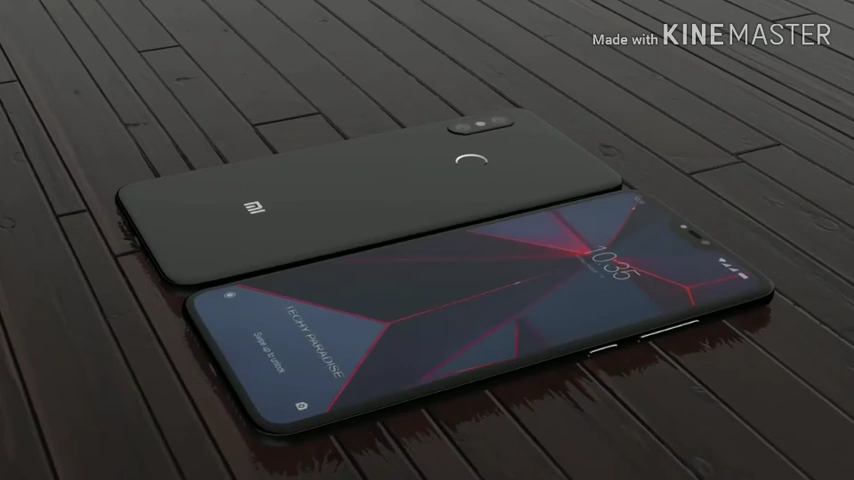 Made with KINEMASTER
MI
10:35
TECHY PARADISE
Swipe up to unlock